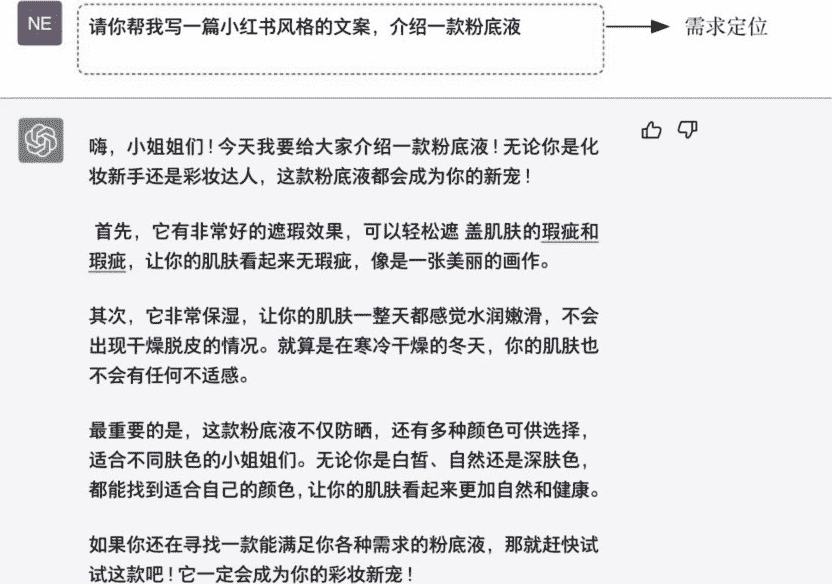 NE
请你帮我写一篇小红书风格的文案，介绍一款粉底液
需求定位
嗨，小姐姐们！今天我要给大家介绍一款粉底液！无论你是化
妆新手还是彩妆达人，这款粉底液都会成为你的新宠！
首先，它有非常好的遮瑕效果，可以轻松遮 盖肌肤的瑕疵和
瑕疵，让你的肌肤看起来无瑕疵，像是一张美丽的画作。
其次，它非常保湿，让你的肌肤一整天都感觉水润嫩滑，不会
出现干燥脱皮的情况。就算是在寒冷干燥的冬天，你的肌肤也
不会有任何不适感。
最重要的是，这款粉底液不仅防晒，还有多种颜色可供选择，
适合不同肤色的小姐姐们。无论你是白皙、自然还是深肤色，
都能找到适合自己的颜色，让你的肌肤看起来更加自然和健康。
如果你还在寻找一款能满足你各种需求的粉底液，那就赶快试
试这款吧！它一定会成为你的彩妆新宠！